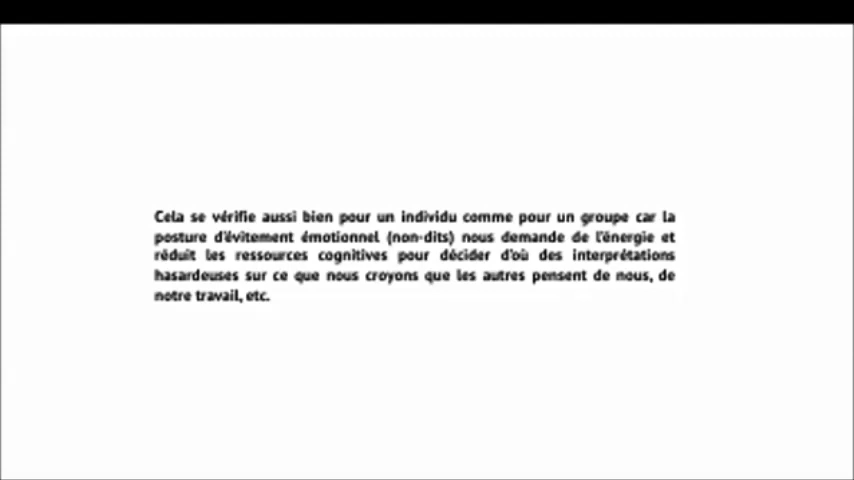 Cela se vérifie aussi bien pour un individu comme pour un groupe car la
posture d'évitement émotionnel (non-dits) nous demande de l'énergie et
réduit les ressources cognitives pour décider d'où des interprétations
hasardeuses sur ce que nous croyons que les autres pensent de nous, de
notre travail, etc.